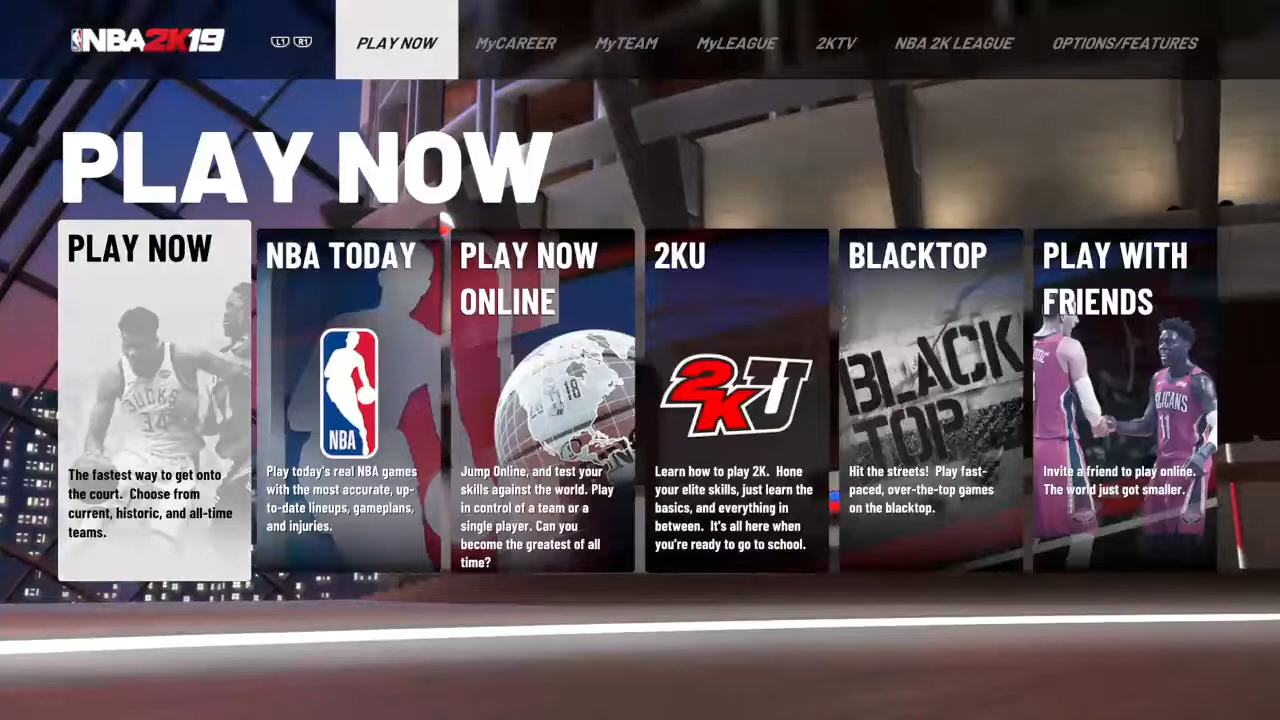 NBA 2K19
L1 R1
PLAY NOW
MyCAREER
MyTEAM
MyLEAGUE
2KTV
NBA 2K LEAGUE
OPTIONS/FEATURES
PLAY NOW
PLAY NOW
BUCKS
34
The fastest way to get onto
the court. Choose from
current, historic, and all-time
teams.
NBA TODAY
NBA
Play today's real NBA games
with the most accurate, up-
to-date lineups, gameplans,
and injuries.
PLAY NOW
ONLINE
18
Jump Online, and test your
skills against the world. Play
in control of a team or a
single player. Can you
become the greatest of all
time?
2KU
2KU
Learn how to play 2K. Hone
your elite skills, just learn the
basics, and everything in
between. It's all here when
you're ready to go to school.
BLACKTOP
BLACK
TOP
Hit the streets! Play fast-
paced, over-the-top games
on the blacktop.
PLAY WITH
FRIENDS
ELICANS
11
Invite a friend to play online.
The world just got smaller.